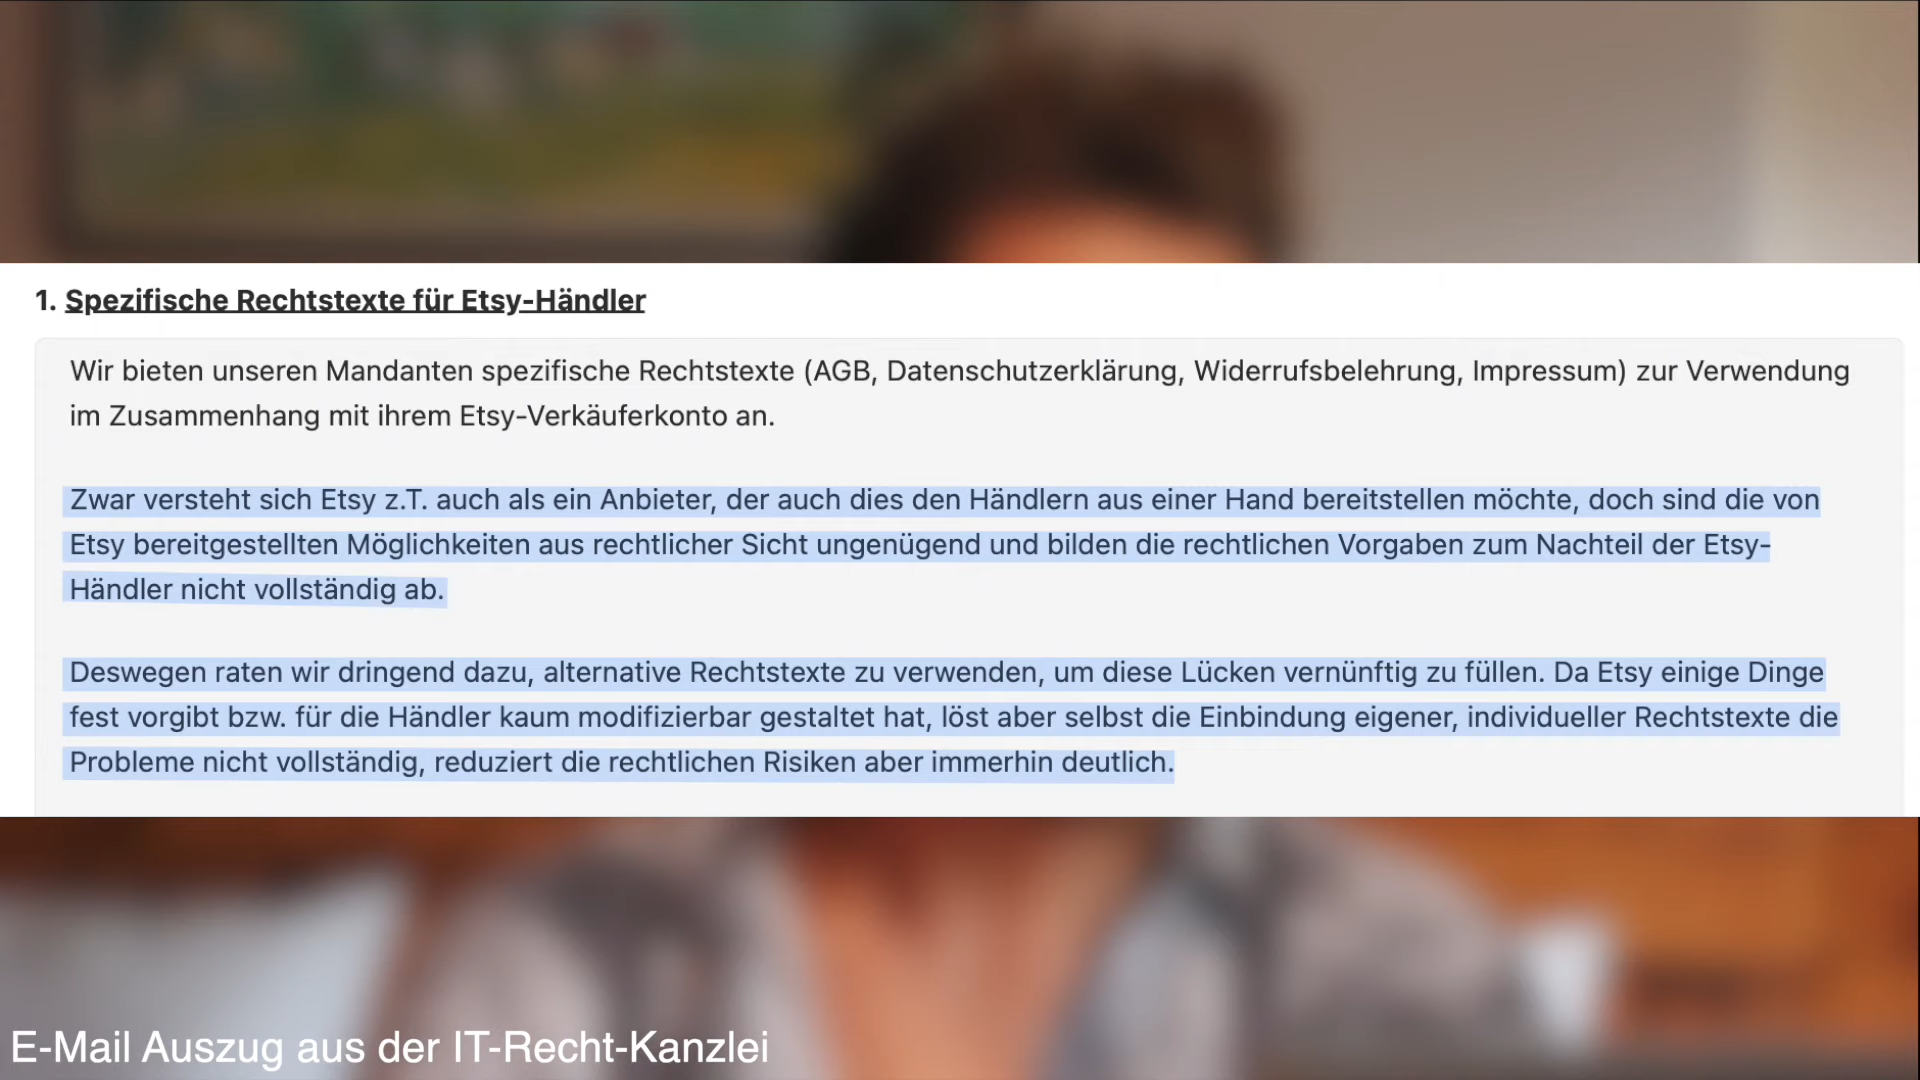 1. Spezifische Rechtstexte für Etsy-Händler
Wir bieten unseren Mandanten spezifische Rechtstexte (AGB, Datenschutzerklärung, Widerrufsbelehrung, Impressum) zur Verwendung
im Zusammenhang mit ihrem Etsy-Verkäuferkonto an.
Zwar versteht sich Etsy z.T. auch als ein Anbieter, der auch dies den Händlern aus einer Hand bereitstellen möchte, doch sind die von
Etsy bereitgestellten Möglichkeiten aus rechtlicher Sicht ungenügend und bilden die rechtlichen Vorgaben zum Nachteil der Etsy-
Händler nicht vollständig ab.
Deswegen raten wir dringend dazu, alternative Rechtstexte zu verwenden, um diese Lücken vernünftig zu füllen. Da Etsy einige Dinge
fest vorgibt bzw. für die Händler kaum modifizierbar gestaltet hat, löst aber selbst die Einbindung eigener, individueller Rechtstexte die
Probleme nicht vollständig, reduziert die rechtlichen Risiken aber immerhin deutlich.
E-Mail Auszug aus der IT-Recht-Kanzlei